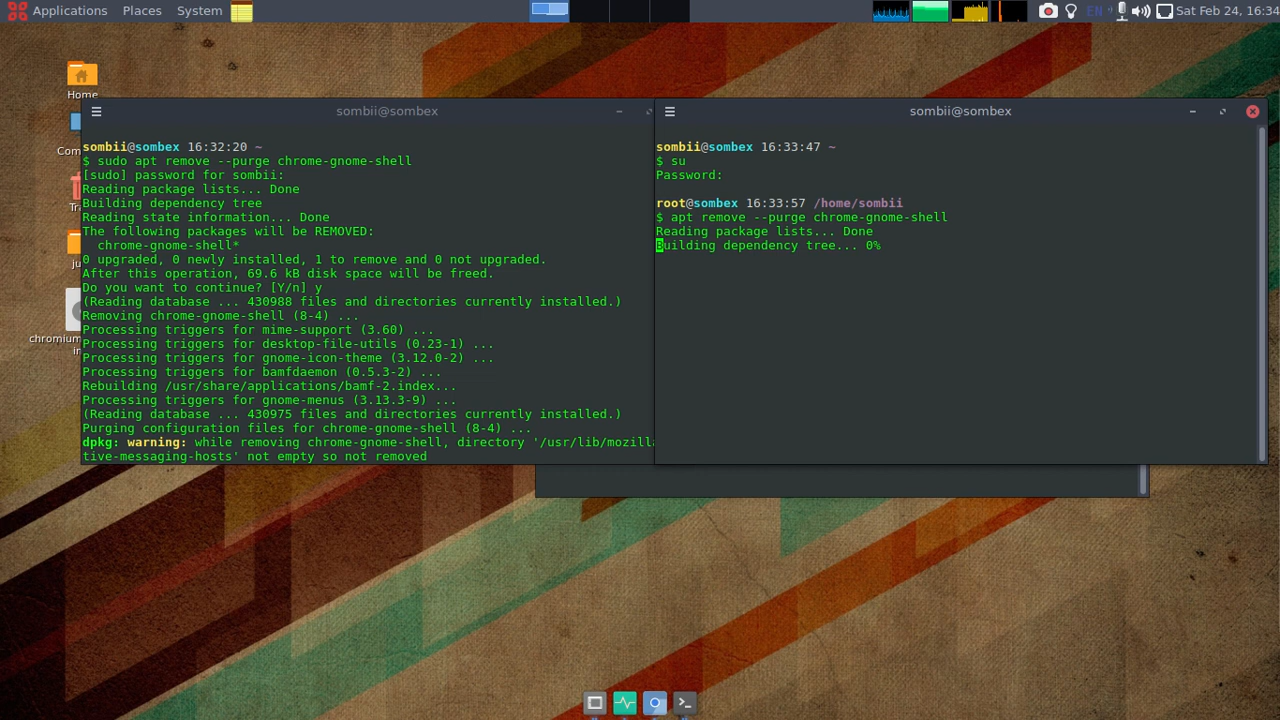 Applications Places System
EN
Sat Feb 24, 16:34
Home
Com
Tra
ju
chromium
in
sombii@sombex
sombii@sombex 16:32:20 ~
$ sudo apt remove --purge chrome-gnome-shell
[sudo] password for sombii:
Reading package lists... Done
Building dependency tree
Reading state information... Done
The following packages will be REMOVED:
  chrome-gnome-shell*
0 upgraded, 0 newly installed, 1 to remove and 0 not upgraded.
After this operation, 69.6 kB disk space will be freed.
Do you want to continue? [Y/n] y
(Reading database ... 430988 files and directories currently installed.)
Removing chrome-gnome-shell (8-4) ...
Processing triggers for mime-support (3.60) ...
Processing triggers for desktop-file-utils (0.23-1) ...
Processing triggers for gnome-icon-theme (3.12.0-2) ...
Processing triggers for bamfdaemon (0.5.3-2) ...
Rebuilding /usr/share/applications/bamf-2.index...
Processing triggers for gnome-menus (3.13.3-9) ...
(Reading database ... 430975 files and directories currently installed.)
Purging configuration files for chrome-gnome-shell (8-4) ...
dpkg: warning: while removing chrome-gnome-shell, directory '/usr/lib/mozill
tive-messaging-hosts' not empty so not removed
sombii@sombex
sombii@sombex 16:33:47 ~
$ su
Password:
root@sombex 16:33:57 /home/sombii
$ apt remove --purge chrome-gnome-shell
Reading package lists... Done
Building dependency tree... 0%